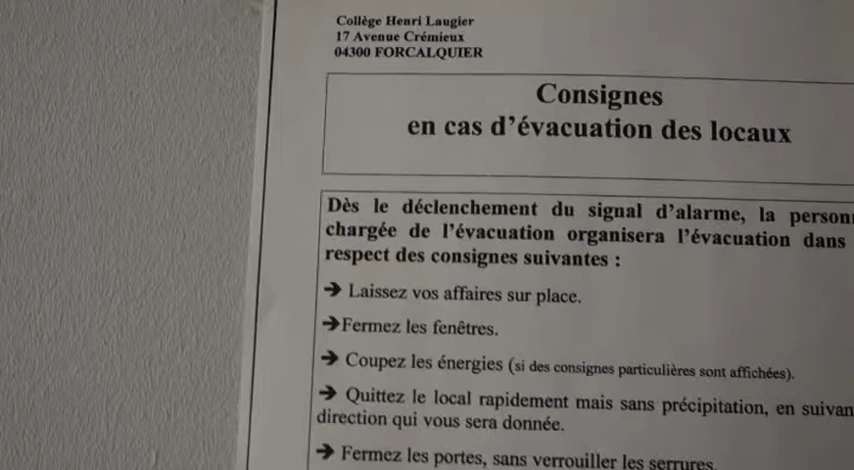 Collège Henri Laugier
17 Avenue Crémieux
04300 FORCALQUIER
Consignes
en cas d'évacuation des locaux
Dès le déclenchement du signal d'alarme, la personn
chargée de l'évacuation organisera l'évacuation dans
respect des consignes suivantes :
➔ Laissez vos affaires sur place.
➔Fermez les fenêtres.
➔ Coupez les énergies (si des consignes particulières sont affichées).
➔ Quittez le local rapidement mais sans précipitation, en suivan
direction qui vous sera donnée.
➔ Fermez les portes, sans verrouiller les serrures.